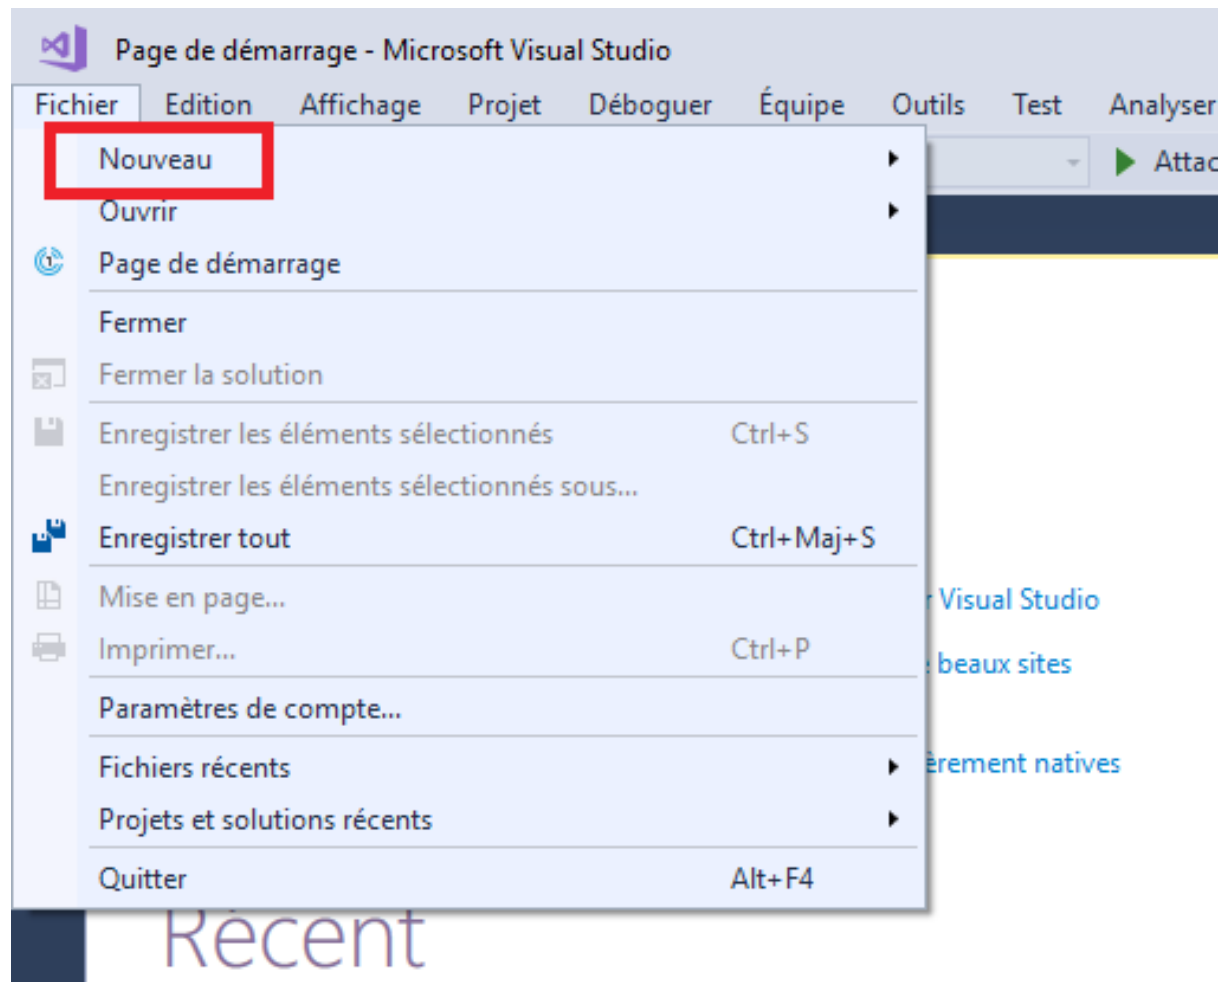 Page de démarrage - Microsoft Visual Studio
Fichier Edition Affichage Projet Déboguer Équipe Outils Test Analyser
Nouveau
Attac
Ouvrir
Page de démarrage
Fermer
Fermer la solution
Enregistrer les éléments sélectionnés Ctrl+S
Enregistrer les éléments sélectionnés sous...
Enregistrer tout Ctrl+Maj+S
Mise en page...
r Visual Studio
Imprimer... Ctrl+P
beaux sites
Paramètres de compte...
Fichiers récents
èrement natives
Projets et solutions récents
Quitter Alt+F4
Récent